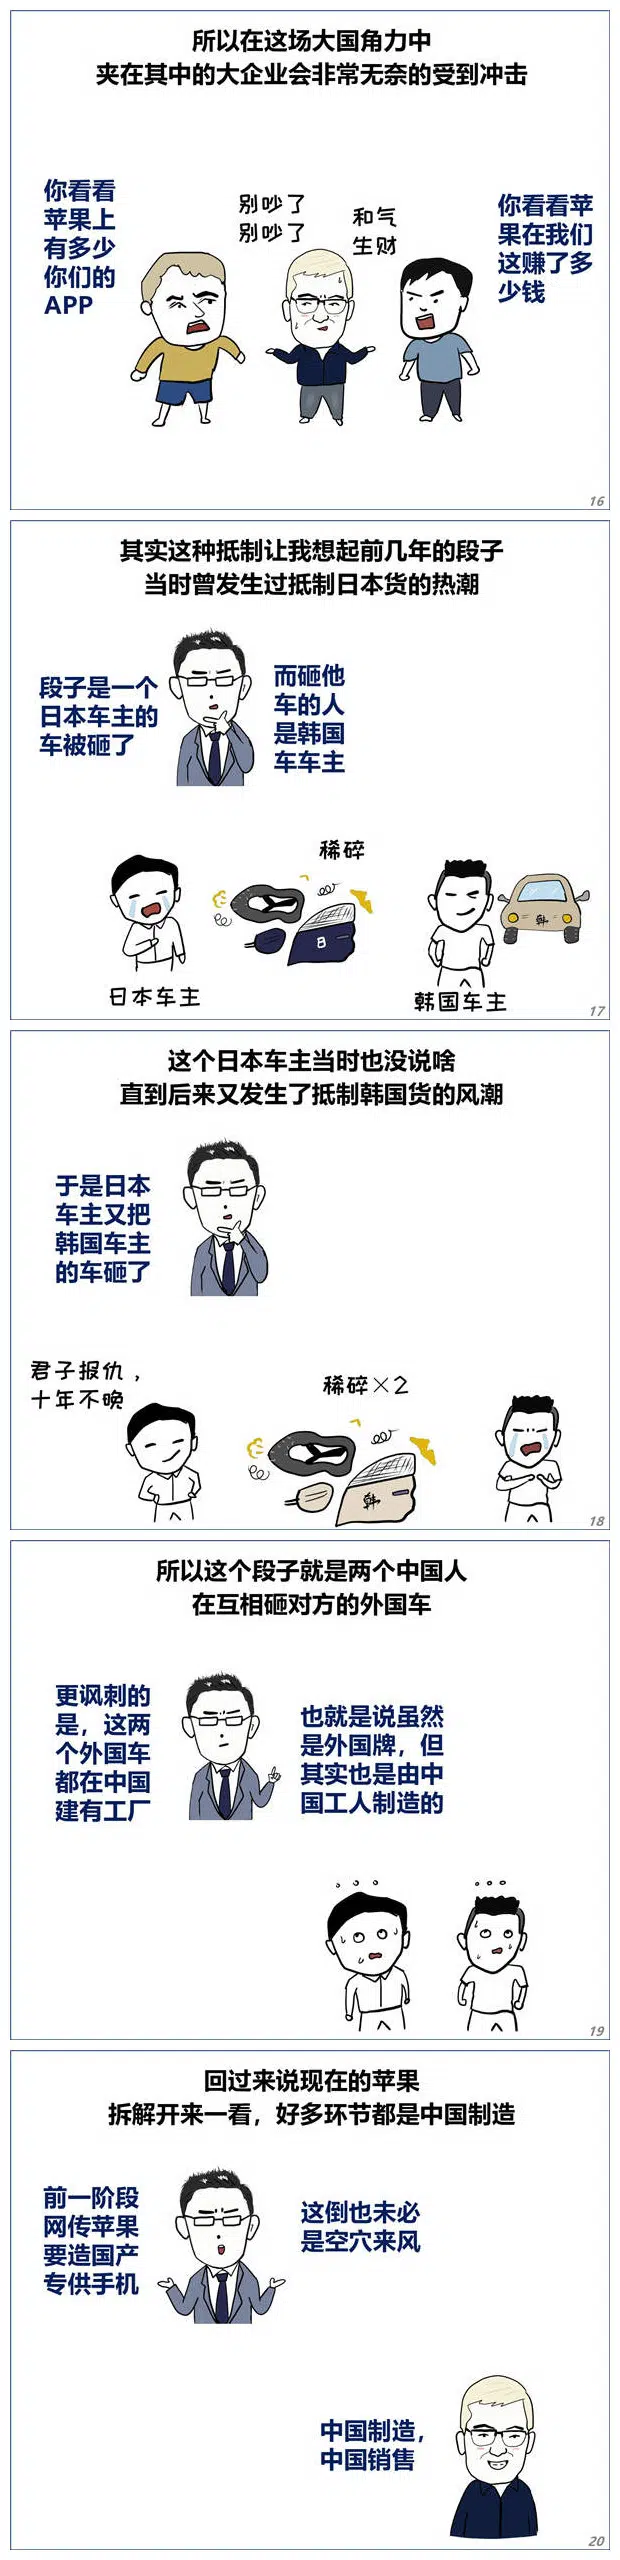 所以在这场大国角力中
夹在其中的大企业会非常无奈的受到冲击
你看看
苹果上
有多少
你们的
APP
别吵了
别吵了
和气
生财
你看看苹
果在我们
这赚了多
少钱
16
其实这种抵制让我想起前几年的段子
当时曾发生过抵制日本货的热潮
段子是一个
日本车主的
车被砸了
而砸他
车的人
是韩国
车车主
稀碎
日
韩
日本车主
韩国车主
17
这个日本车主当时也没说啥
直到后来又发生了抵制韩国货的风潮
于是日本
车主又把
韩国车主
的车砸了
君子报仇，
十年不晚
稀碎×2
韩
18
所以这个段子就是两个中国人
在互相砸对方的外国车
更讽刺的
是，这两
个外国车
都在中国
建有工厂
也就是说虽然
是外国牌，但
其实也是由中
国工人制造的
19
回过来说现在的苹果
拆解开来一看，好多环节都是中国制造
前一阶段
网传苹果
要造国产
专供手机
这倒也未必
是空穴来风
中国制造，
中国销售
20